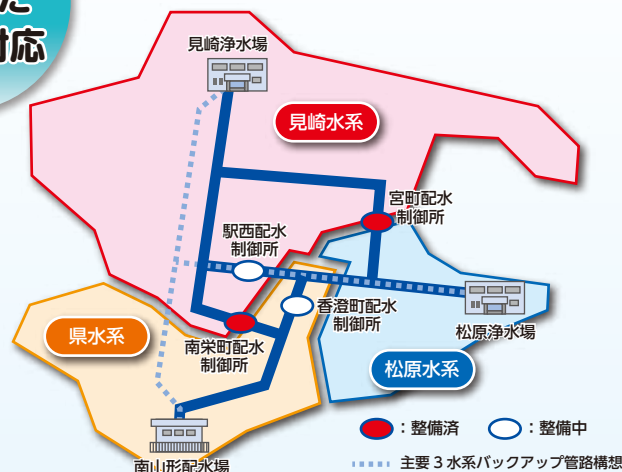 た
対応
見崎浄水場
見崎水系
宮町配水
制御所
駅西配水
制御所
香澄町配水
制御所
松原浄水場
県水系
南栄町配水
制御所
松原水系
:整備済
:整備中
南山形配水場
主要3水系バックアップ管路構想